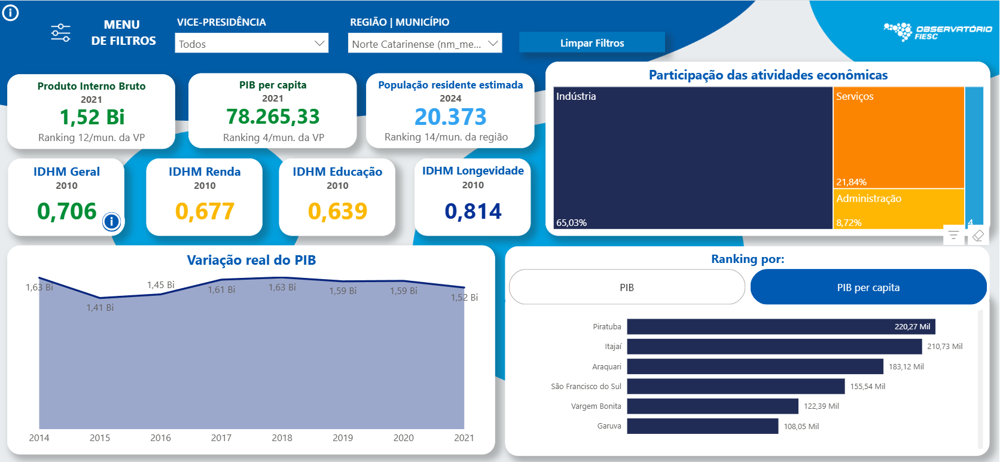 MENU
DE FILTROS
VICE-PRESIDÊNCIA
Todos
REGIÃO | MUNICÍPIO
Norte Catarinense (nm_me...
Limpar Filtros
OBSERVATÓRIO
FIESC
Produto Interno Bruto
2021
1,52 Bi
Ranking 12/mun. da VP
PIB per capita
2021
78.265,33
Ranking 4/mun. da VP
População residente estimada
2024
20.373
Ranking 14/mun. da região
IDHM Geral
2010
0,706
i
IDHM Renda
2010
0,677
IDHM Educação
2010
0,639
IDHM Longevidade
2010
0,814
Participação das atividades econômicas
Indústria
65,03%
Serviços
21,84%
Administração
8,72%
4
Variação real do PIB
1,63 Bi
1,41 Bi
1,45 Bi
1,61 Bi
1,63 Bi
1,59 Bi
1,59 Bi
1,52 Bi
2014 2015 2016 2017 2018 2019 2020 2021
Ranking por:
PIB
PIB per capita
Piratuba 220,27 Mil
Itajaí 210,73 Mil
Araquari 183,12 Mil
São Francisco do Sul 155,54 Mil
Vargem Bonita 122,39 Mil
Garuva 108,05 Mil